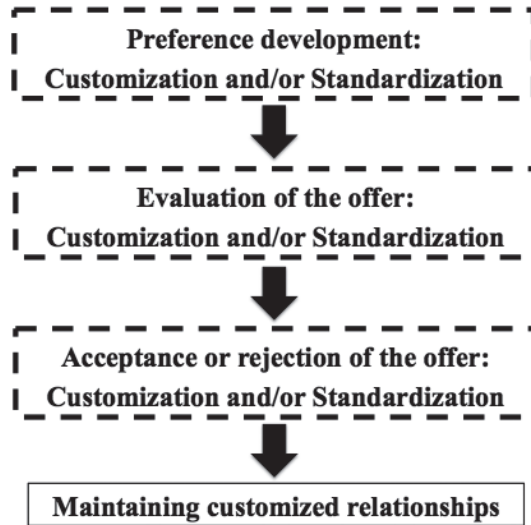 Preference development:
Customization and/or Standardization
Evaluation of the offer:
Customization and/or Standardization
Acceptance or rejection of the offer:
Customization and/or Standardization
Maintaining customized relationships